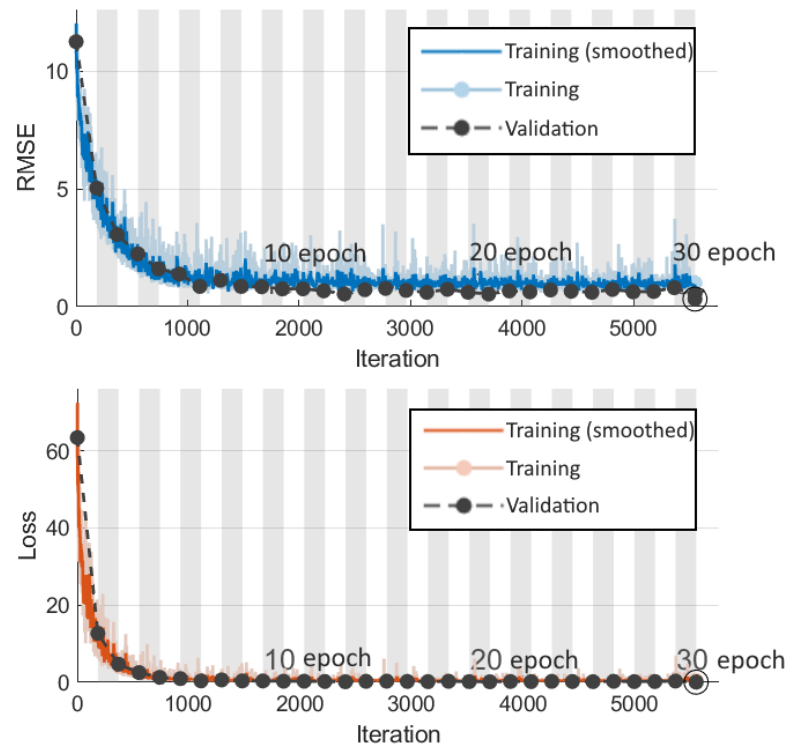 10
5
0
RMSE
Training (smoothed)
Training
Validation
10 epoch
20 epoch
30 epoch
0
1000
2000
3000
4000
5000
Iteration
60
40
20
0
Loss
Training (smoothed)
Training
Validation
10 epoch
20 epoch
30 epoch
0
1000
2000
3000
4000
5000
Iteration